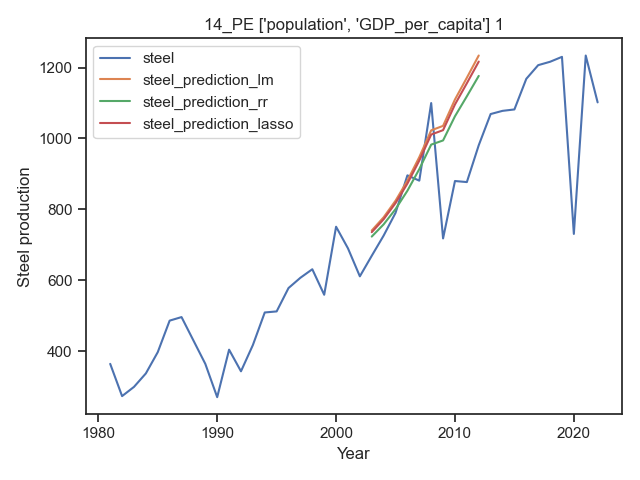 14_PE ['population', 'GDP_per_capita'] 1
steel
steel_prediction_lm
steel_prediction_rr
steel_prediction_lasso
Steel production
1200
1000
800
600
400
1980
1990
2000
2010
2020
Year